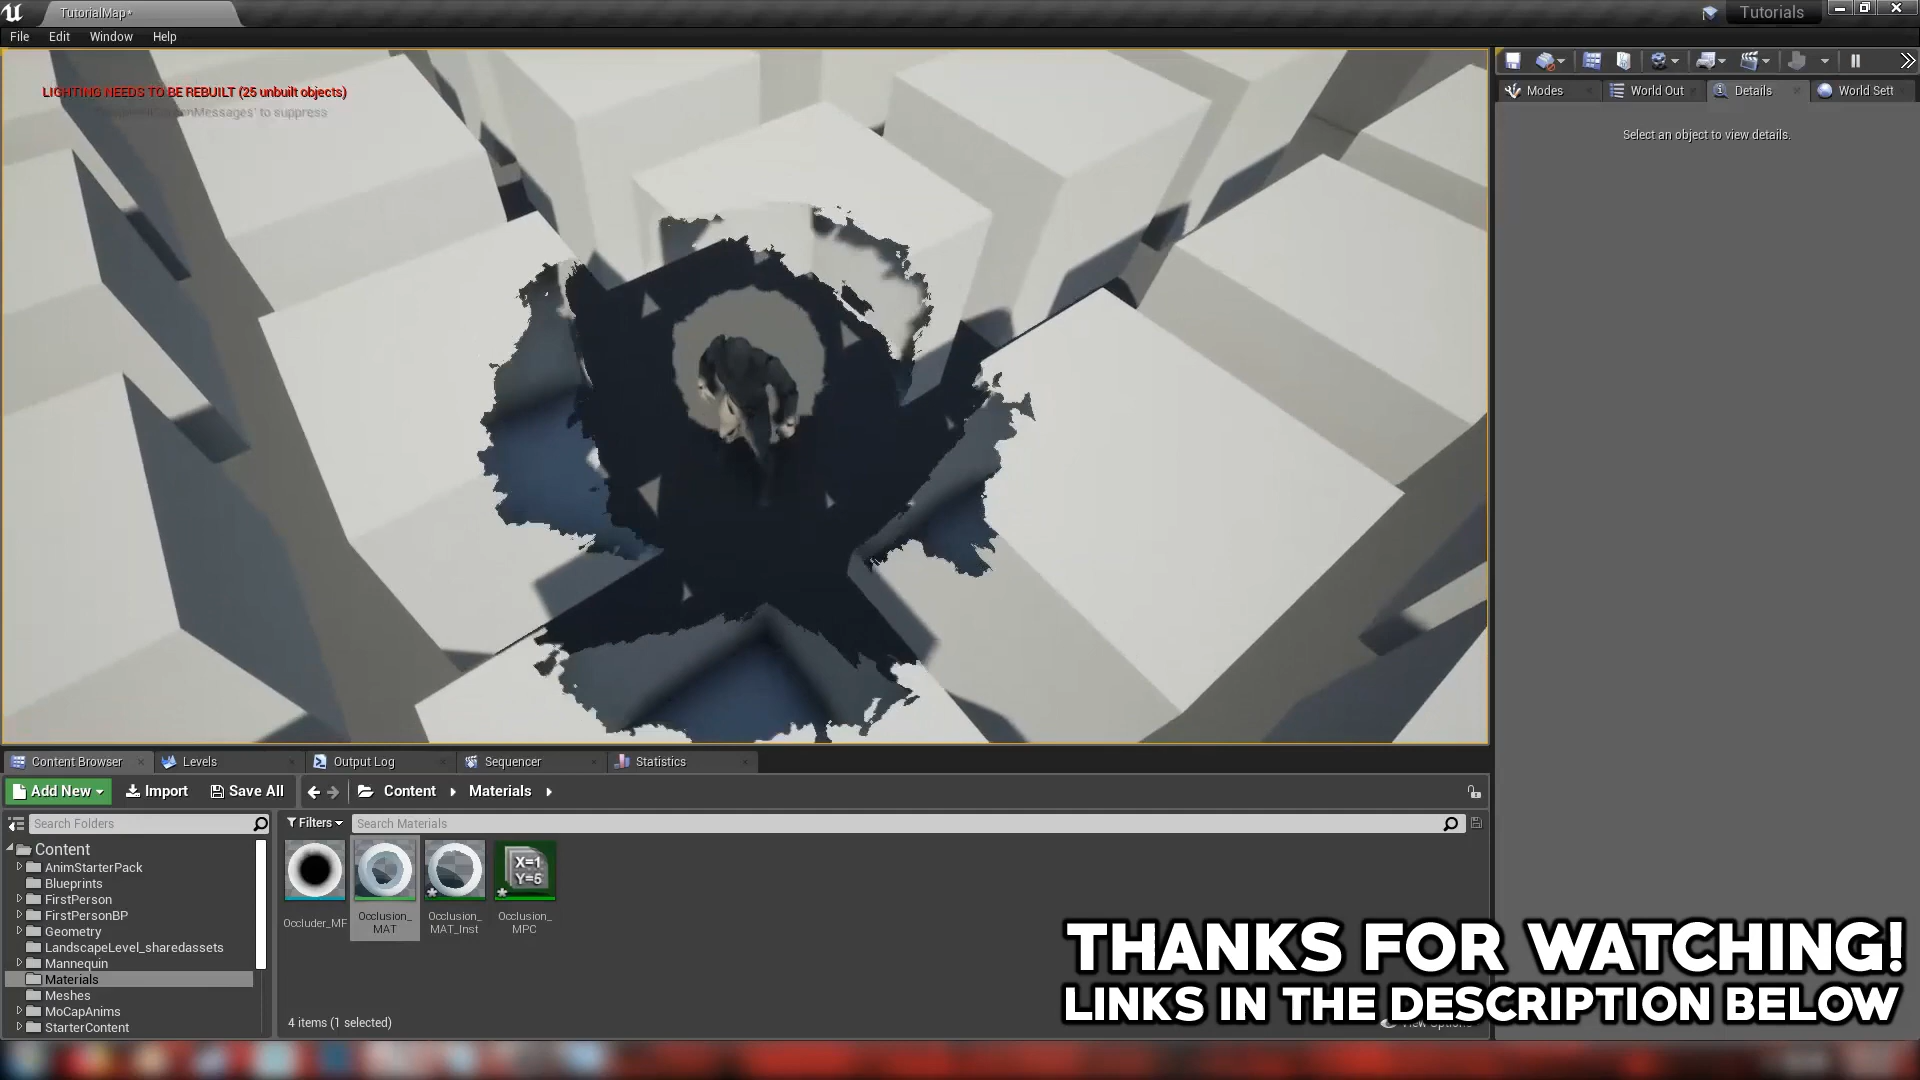 TutorialMap*
Tutorials
File Edit Window Help
LIGHTING NEEDS TO BE REBUILT (25 unbuilt objects)
Messages' to suppress
Modes
World Out
Details
World Sett
Select an object to view details.
Content Browser
Levels
Output Log
Sequencer
Statistics
Add New
Import
Save All
Content
Materials
Search Folders
Filters
Search Materials
Content
AnimStarterPack
Blueprints
FirstPerson
FirstPersonBP
Geometry
LandscapeLevel_sharedassets
Mannequin
Materials
Meshes
MoCapAnims
StarterContent
X=1
Y=5
Occluder_MF
Occlusion_
MAT
Occlusion_
MAT_Inst
Occlusion_
MPC
4 items (1 selected)
THANKS FOR WATCHING!
LINKS IN THE DESCRIPTION BELOW